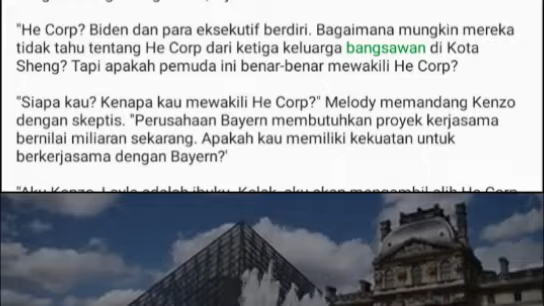 "He Corp? Biden dan para eksekutif berdiri. Bagaimana mungkin mereka
tidak tahu tentang He Corp dari ketiga keluarga bangsawan di Kota
Sheng? Tapi apakah pemuda ini benar-benar mewakili He Corp?
"Siapa kau? Kenapa kau mewakili He Corp?" Melody memandang Kenzo
dengan skeptis. "Perusahaan Bayern membutuhkan proyek kerjasama
bernilai miliaran sekarang. Apakah kau memiliki kekuatan untuk
berkerjasama dengan Bayern?'